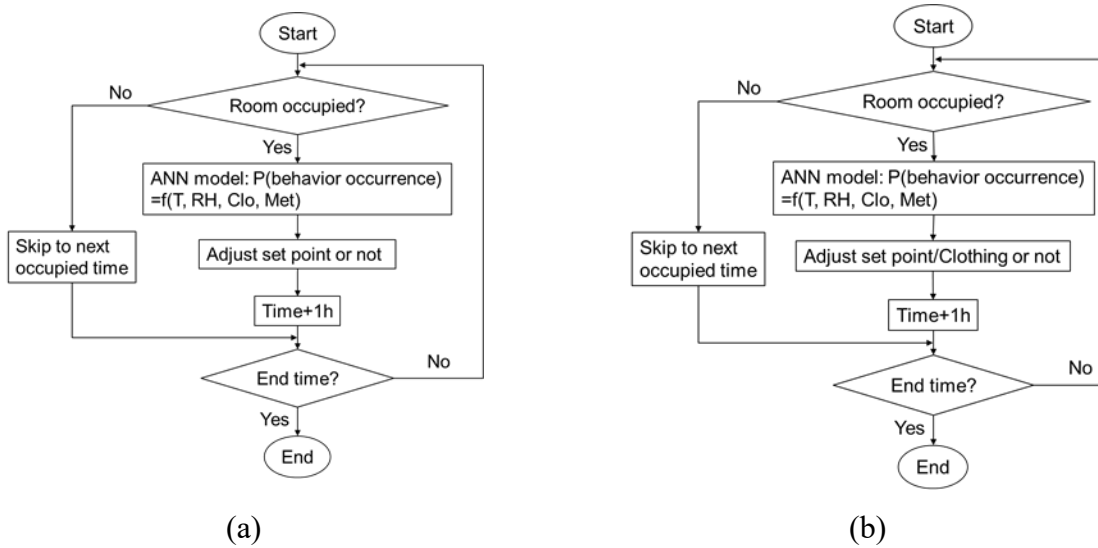 Start
Room occupied?
No
Yes
ANN model: P(behavior occurrence)
=f(T, RH, Clo, Met)
Skip to next
occupied time
Adjust set point or not
Time+1h
End time?
No
Yes
End
(a)
Start
Room occupied?
No
Yes
ANN model: P(behavior occurrence)
=f(T, RH, Clo, Met)
Skip to next
occupied time
Adjust set point/Clothing or not
Time+1h
End time?
No
Yes
End
(b)